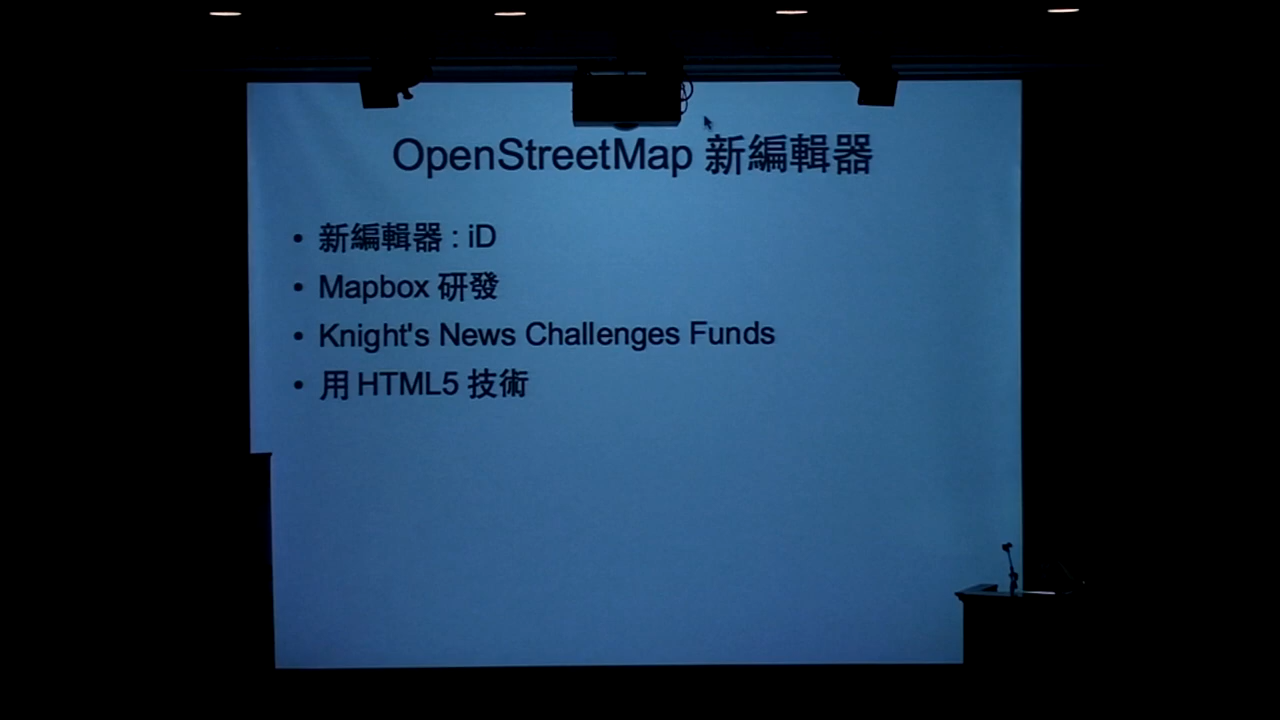 OpenStreetMap 新編輯器
• 新編輯器 : iD
• Mapbox 研發
• Knight's News Challenges Funds
• 用 HTML5 技術